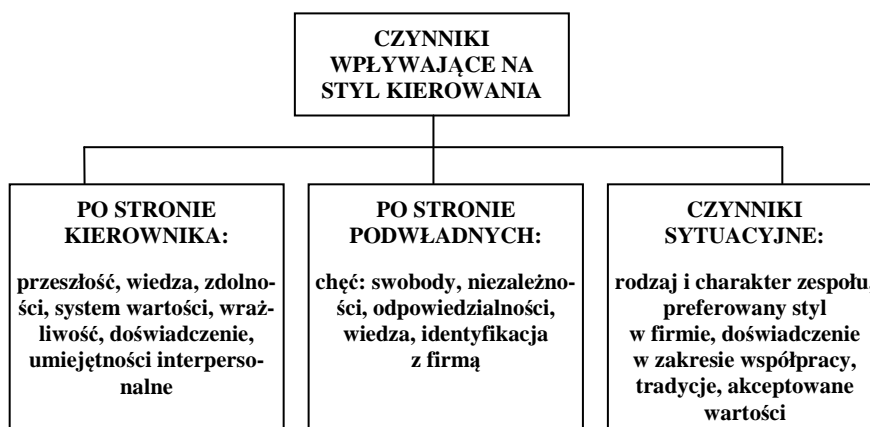 CZYNNIKI
WPŁYWAJĄCE NA
STYL KIEROWANIA
PO STRONIE
KIEROWNIKA:
przeszłość, wiedza, zdolno-
ści, system wartości, wraż-
liwość, doświadczenie,
umiejętności interperso-
nalne
PO STRONIE
PODWŁADNYCH:
chęć: swobody, niezależno-
ści, odpowiedzialności,
wiedza, identyfikacja
z firmą
CZYNNIKI
SYTUACYJNE:
rodzaj i charakter zespołu,
preferowany styl
w firmie, doświadczenie
w zakresie współpracy,
tradycje, akceptowane
wartości